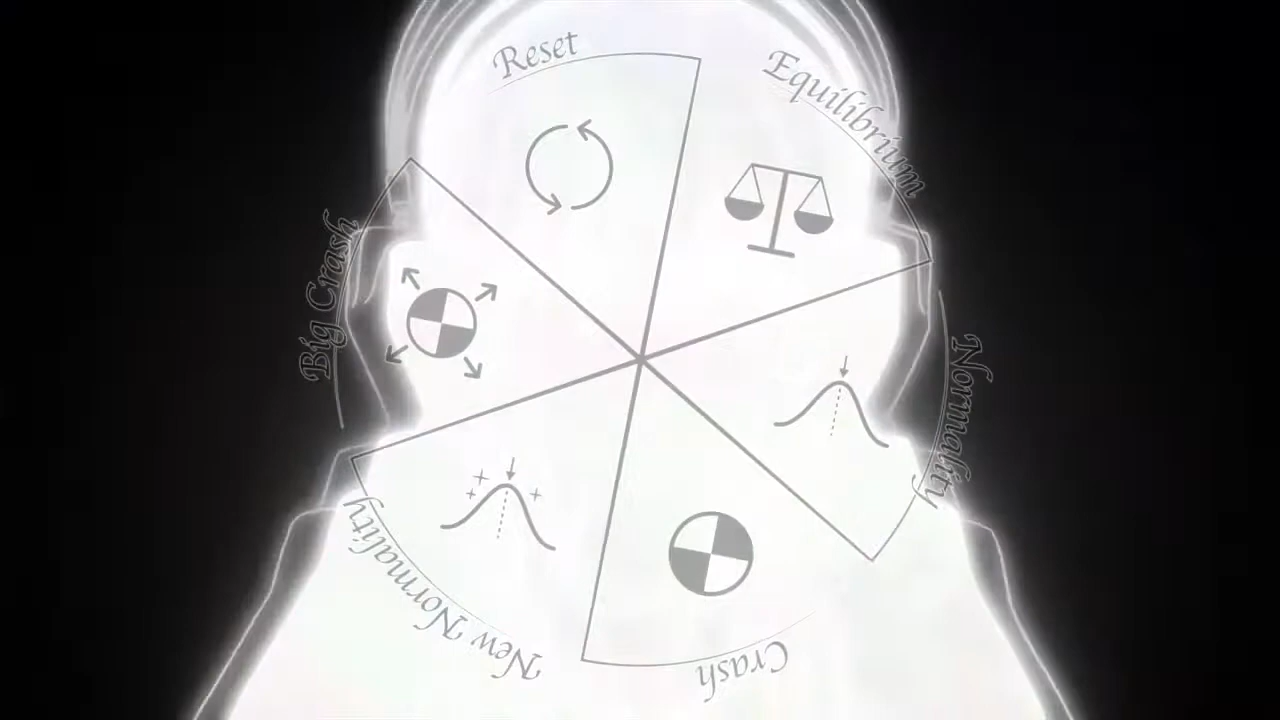 Reset
Equilibrium
Normality
Crash
New Normality
Big Crash